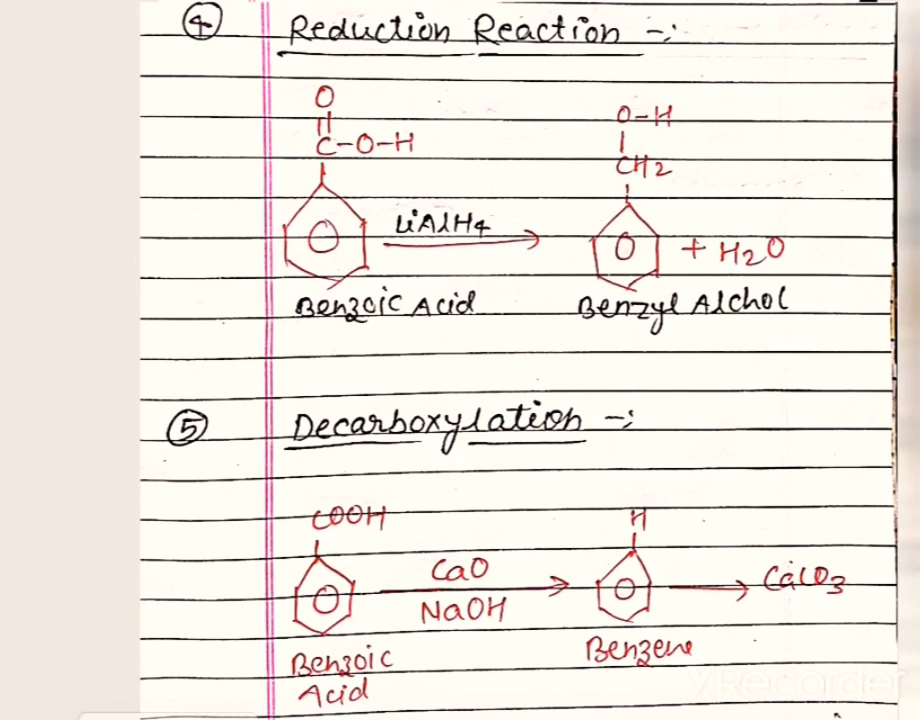 ④ Reduction Reaction -:
O
||
C-O-H
O-H
|
CH2
LiAlH4
+ H2O
Benzoic Acid
Benzyl Alchol
⑤ Decarboxylation -:
COOH
H
CaO
NaOH
CaCO3
Benzoic
Acid
Benzene
Recorder